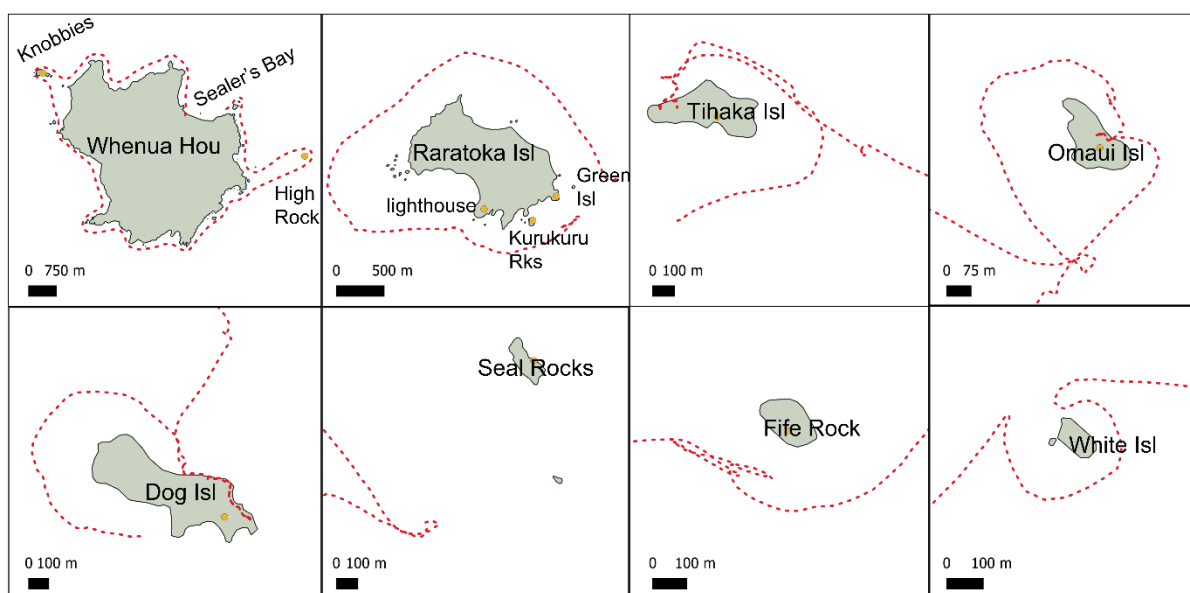 Knobbies
Sealer's Bay
Whenua Hou
High
Rock
0 750 m
Raratoka Isl
Green
Isl
lighthouse
Kurukuru
Rks
0 500 m
Tihaka Isl
0 100 m
Omaui Isl
0 75 m
Dog Isl
0 100 m
Seal Rocks
0 100 m
Fife Rock
0 100 m
White Isl
0 100 m